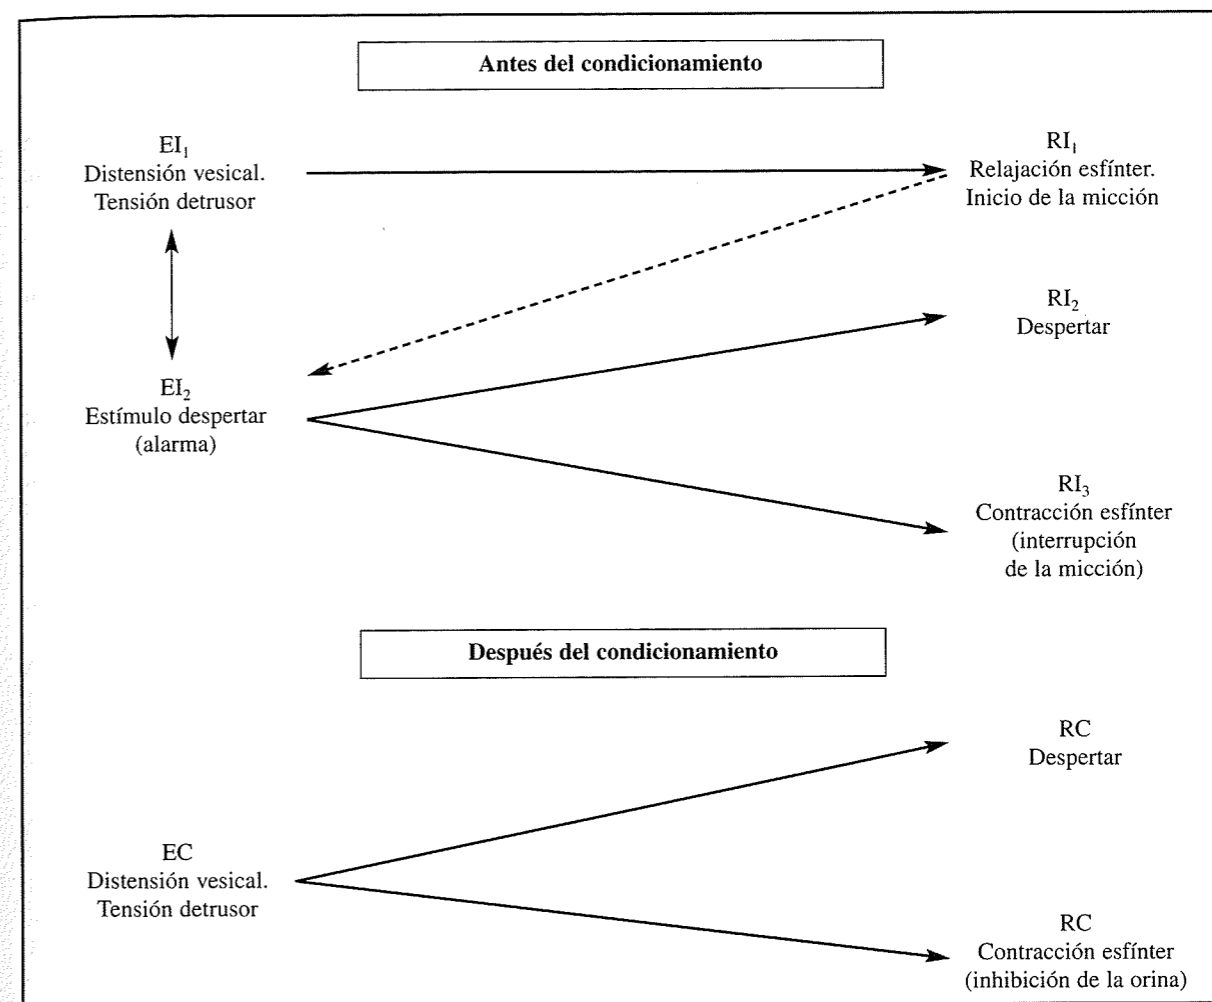 Antes del condicionamiento
EI₁
Distensión vesical.
Tensión detrusor
RI₁
Relajación esfínter.
Inicio de la micción
RI₂
Despertar
EI₂
Estímulo despertar
(alarma)
RI₃
Contracción esfínter
(interrupción
de la micción)
Después del condicionamiento
RC
Despertar
EC
Distensión vesical.
Tensión detrusor
RC
Contracción esfínter
(inhibición de la orina)